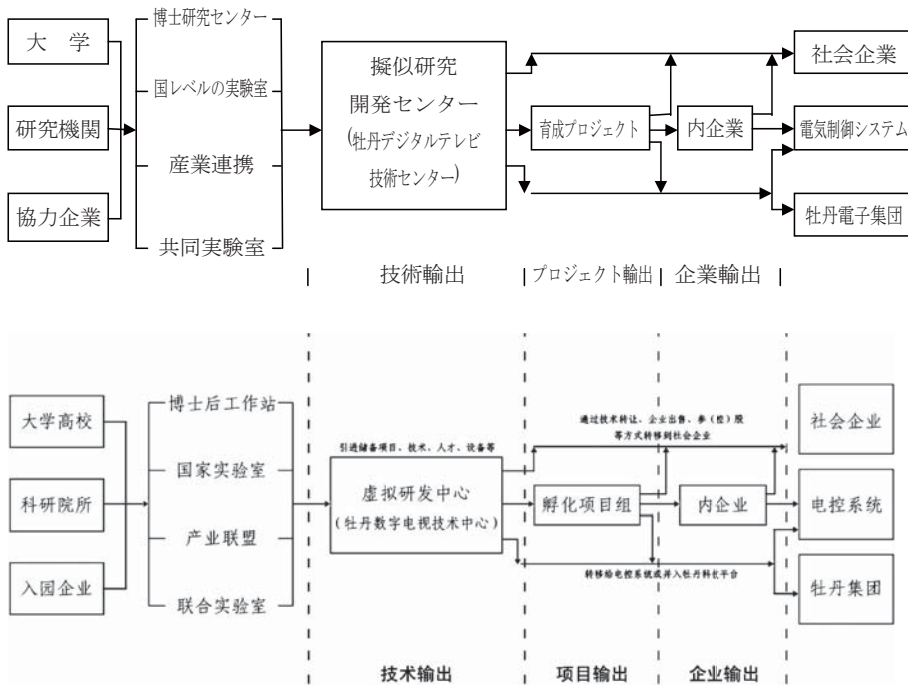 大　学
研究機関
協力企業
博士研究センター
国レベルの実験室
産業連携
共同実験室
擬似研究
開発センター
(牡丹デジタルテレビ
技術センター)
育成プロジェクト
内企業
社会企業
電気制御システム
牡丹電子集団
技術輸出
プロジェクト輸出
企業輸出
大学高校
科研院所
入园企业
博士后工作站
国家实验室
产业联盟
联合实验室
引进储备项目、技术、人才、设备等
虚拟研发中心
(牡丹数字电视技术中心)
通过技术转让、企业出售、参(控)股
等方式转移到社会企业
孵化项目组
内企业
转移给电控系统或并入牡丹科技平台
社会企业
电控系统
牡丹集团
技术输出
项目输出
企业输出